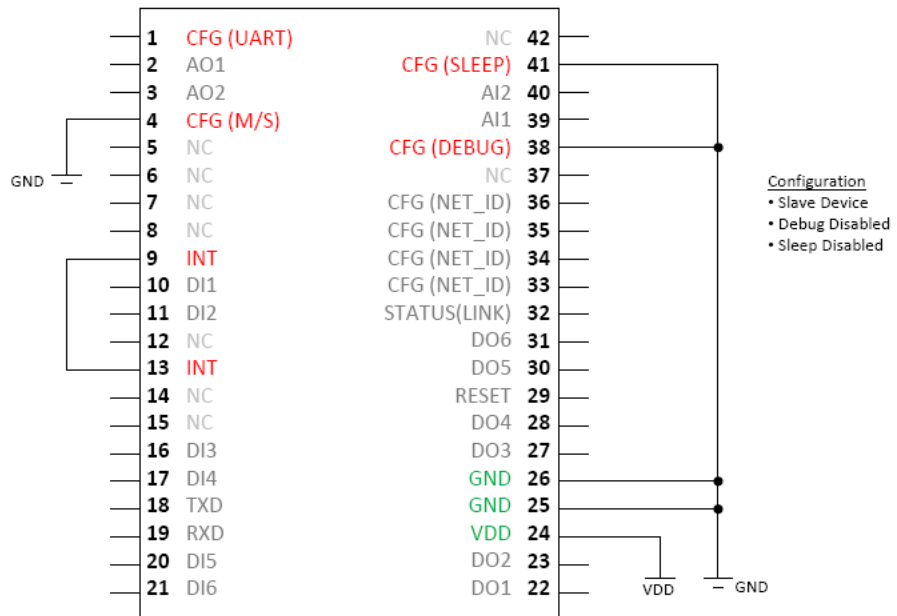 1 CFG (UART)
2 AO1
3 AO2
4 CFG (M/S)
5 NC
6 NC
7 NC
8 NC
9 INT
10 DI1
11 DI2
12 NC
13 INT
14 NC
15 NC
16 DI3
17 DI4
18 TXD
19 RXD
20 DI5
21 DI6
GND
NC 42
CFG (SLEEP) 41
AI2 40
AI1 39
CFG (DEBUG) 38
NC 37
CFG (NET_ID) 36
CFG (NET_ID) 35
CFG (NET_ID) 34
CFG (NET_ID) 33
STATUS(LINK) 32
DO6 31
DO5 30
RESET 29
DO4 28
DO3 27
GND 26
GND 25
VDD 24
DO2 23
DO1 22
VDD
GND
Configuration
• Slave Device
• Debug Disabled
• Sleep Disabled